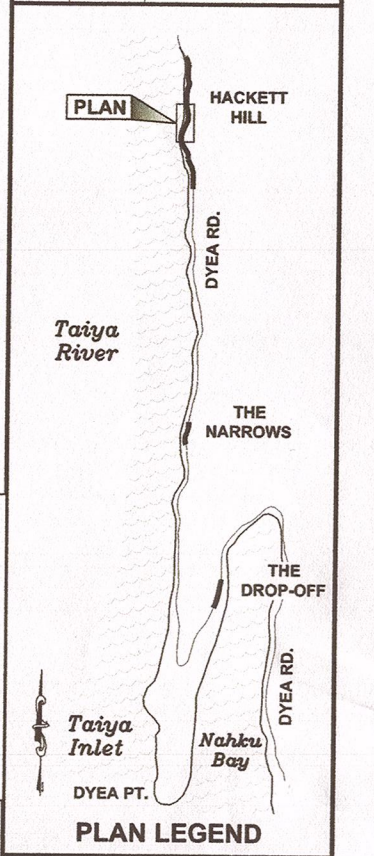 PLAN
HACKETT
HILL
DYEA RD.
Taiya
River
THE
NARROWS
THE
DROP-OFF
DYEA RD.
Taiya
Inlet
Nahku
Bay
DYEA PT.
PLAN LEGEND